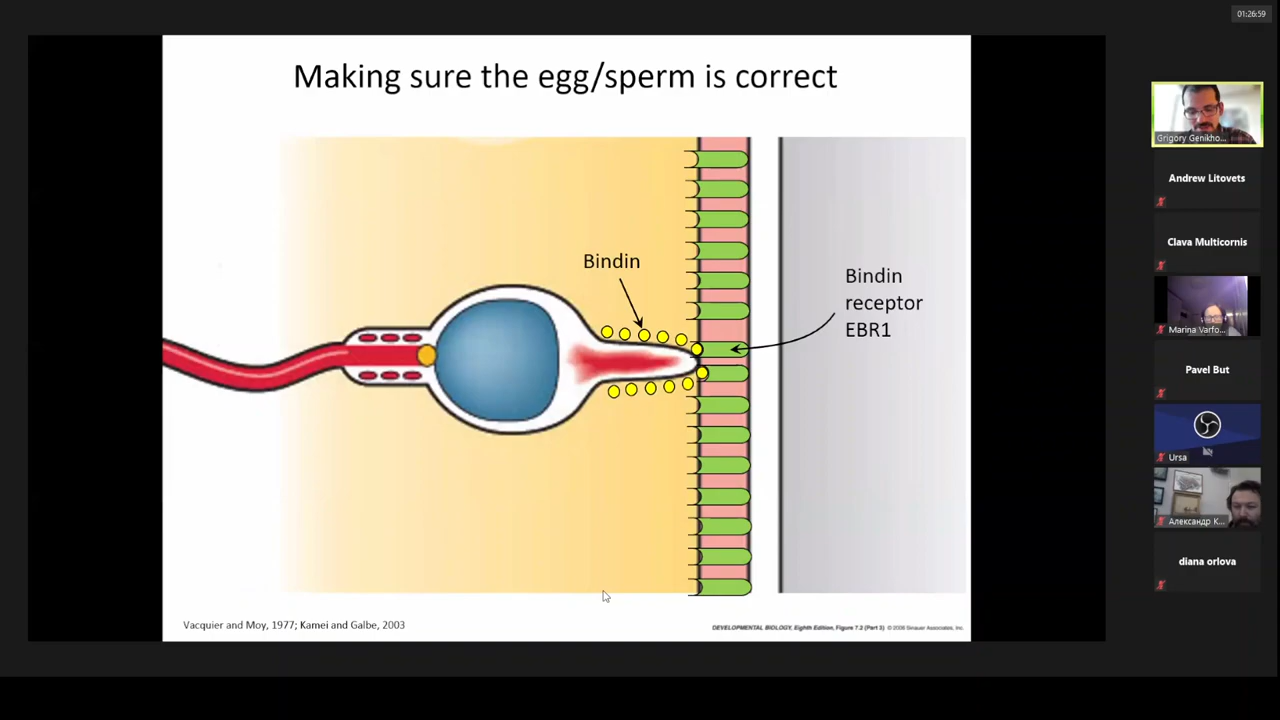 01:26:59
Making sure the egg/sperm is correct
Bindin
Bindin
receptor
EBR1
Vacquier and Moy, 1977; Kamei and Galbe, 2003
DEVELOPMENTAL BIOLOGY, Eighth Edition, Figure 7.2 (Part 3) © 2006 Sinauer Associates, Inc.
Grigory Genikho...
Andrew Litovets
Clava Multicornis
Marina Varfo...
Pavel But
Ursa
Александр К...
diana orlova